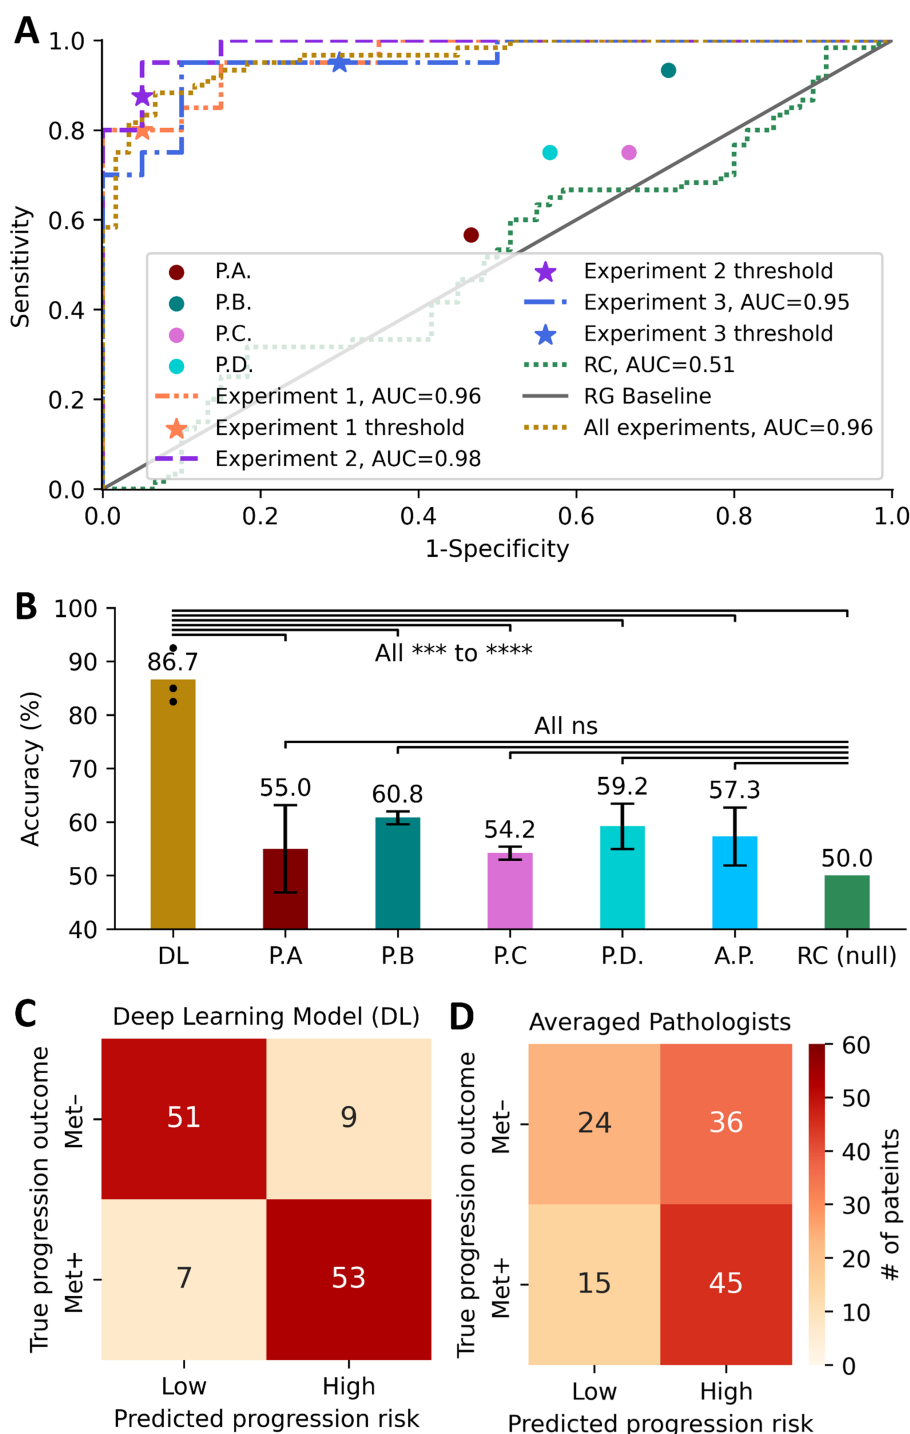 A
1.0
0.8
0.6
0.4
0.2
0.0
Sensitivity
P.A.
P.B.
P.C.
P.D.
Experiment 1, AUC=0.96
Experiment 1 threshold
Experiment 2, AUC=0.98
Experiment 2 threshold
Experiment 3, AUC=0.95
Experiment 3 threshold
RC, AUC=0.51
RG Baseline
All experiments, AUC=0.96
0.0 0.2 0.4 0.6 0.8 1.0
1-Specificity
B
100
90
80
70
60
50
40
Accuracy (%)
All *** to ****
All ns
86.7
55.0
60.8
54.2
59.2
57.3
50.0
DL P.A P.B P.C P.D. A.P. RC (null)
C
Deep Learning Model (DL)
True progression outcome
Met–
Met+
51 9
7 53
Low High
Predicted progression risk
D
Averaged Pathologists
True progression outcome
Met–
Met+
24 36
15 45
Low High
Predicted progression risk
60
50
40
30
20
10
0
# of pateints